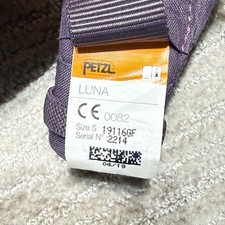 PETZL
LUNA
CE 0082
Size S 19116GF
Serial N° 2214
04/19